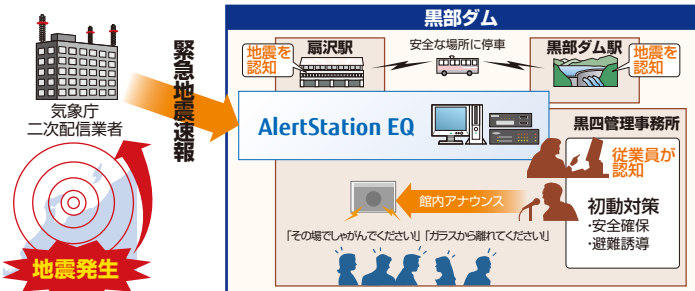 気象庁
二次配信業者
地震発生
緊急地震速報
黒部ダム
扇沢駅
地震を
認知
安全な場所に停車
黒部ダム駅
地震を
認知
AlertStation EQ
黒四管理事務所
従業員が
認知
館内アナウンス
初動対策
・安全確保
・避難誘導
「その場でしゃがんでください!」「ガラスから離れてください!」